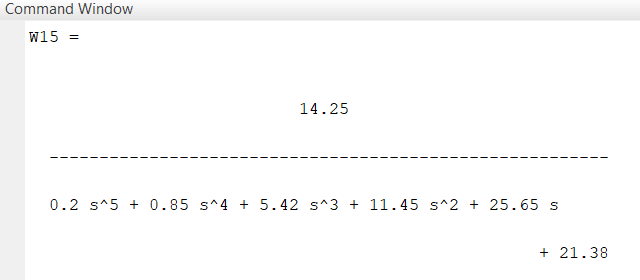 Command Window
W15 =
14.25
--------------------------------------------------------
0.2 s^5 + 0.85 s^4 + 5.42 s^3 + 11.45 s^2 + 25.65 s
+ 21.38